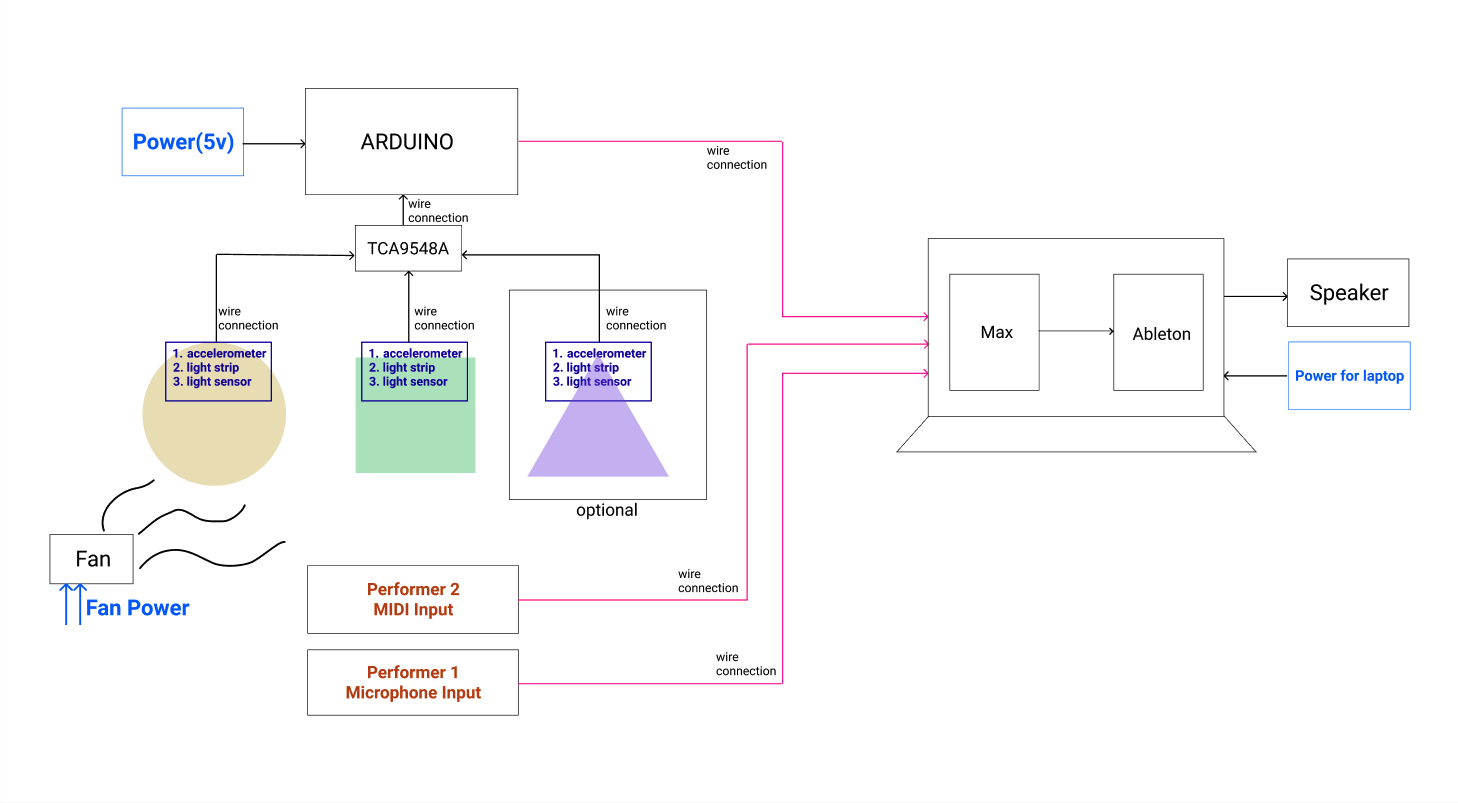 Power(5v)
ARDUINO
wire
connection
wire
connection
TCA9548A
wire
connection
wire
connection
wire
connection
1. accelerometer
2. light strip
3. light sensor
1. accelerometer
2. light strip
3. light sensor
1. accelerometer
2. light strip
3. light sensor
optional
Max
Ableton
Speaker
Power for laptop
Fan
Fan Power
Performer 2
MIDI Input
wire
connection
Performer 1
Microphone Input
wire
connection